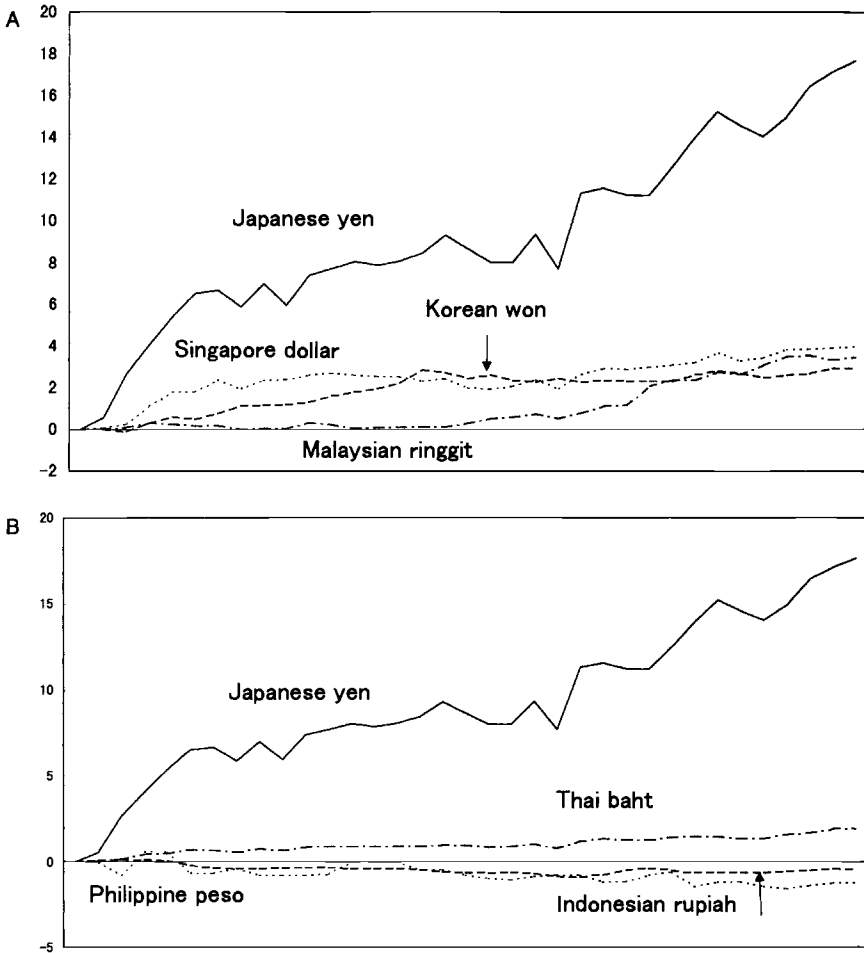 A
20
18
16
14
12
10
8
6
4
2
0
-2
Japanese yen
Korean won
Singapore dollar
Malaysian ringgit
B
20
15
10
5
0
-5
Japanese yen
Thai baht
Philippine peso
Indonesian rupiah